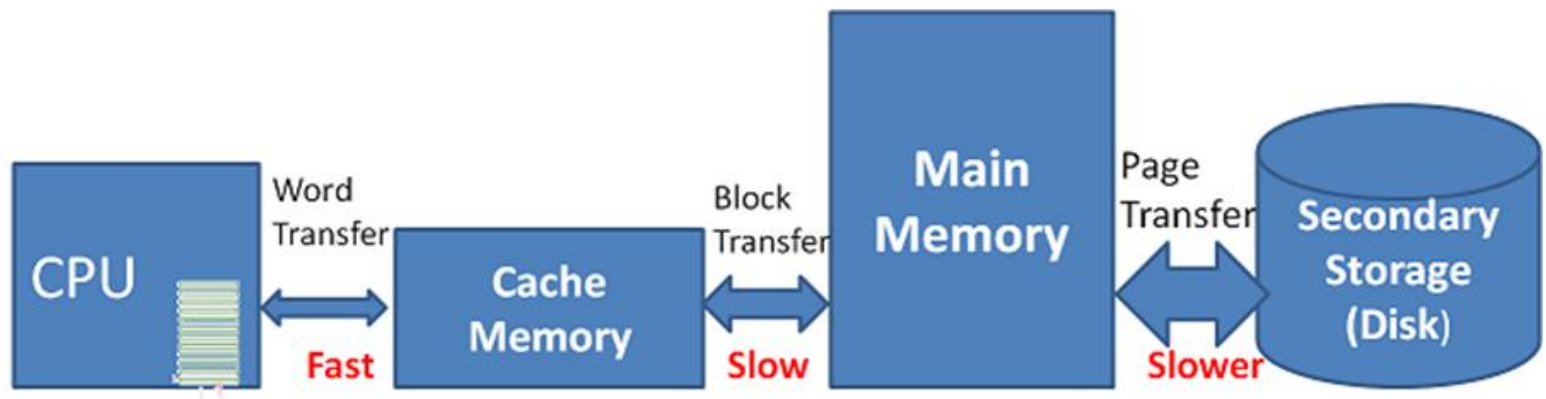 CPU
Word
Transfer
Fast
Cache
Memory
Block
Transfer
Slow
Main
Memory
Page
Transfer
Slower
Secondary
Storage
(Disk)